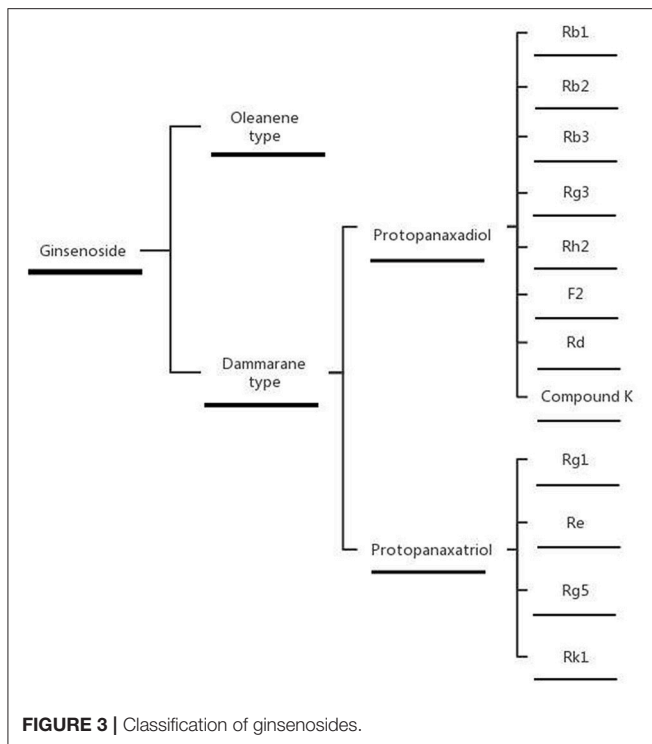 Ginsenoside
Oleanene
type
Dammarane
type
Protopanaxadiol
Rb1
Rb2
Rb3
Rg3
Rh2
F2
Rd
Compound K
Protopanaxatriol
Rg1
Re
Rg5
Rk1
FIGURE 3 | Classification of ginsenosides.